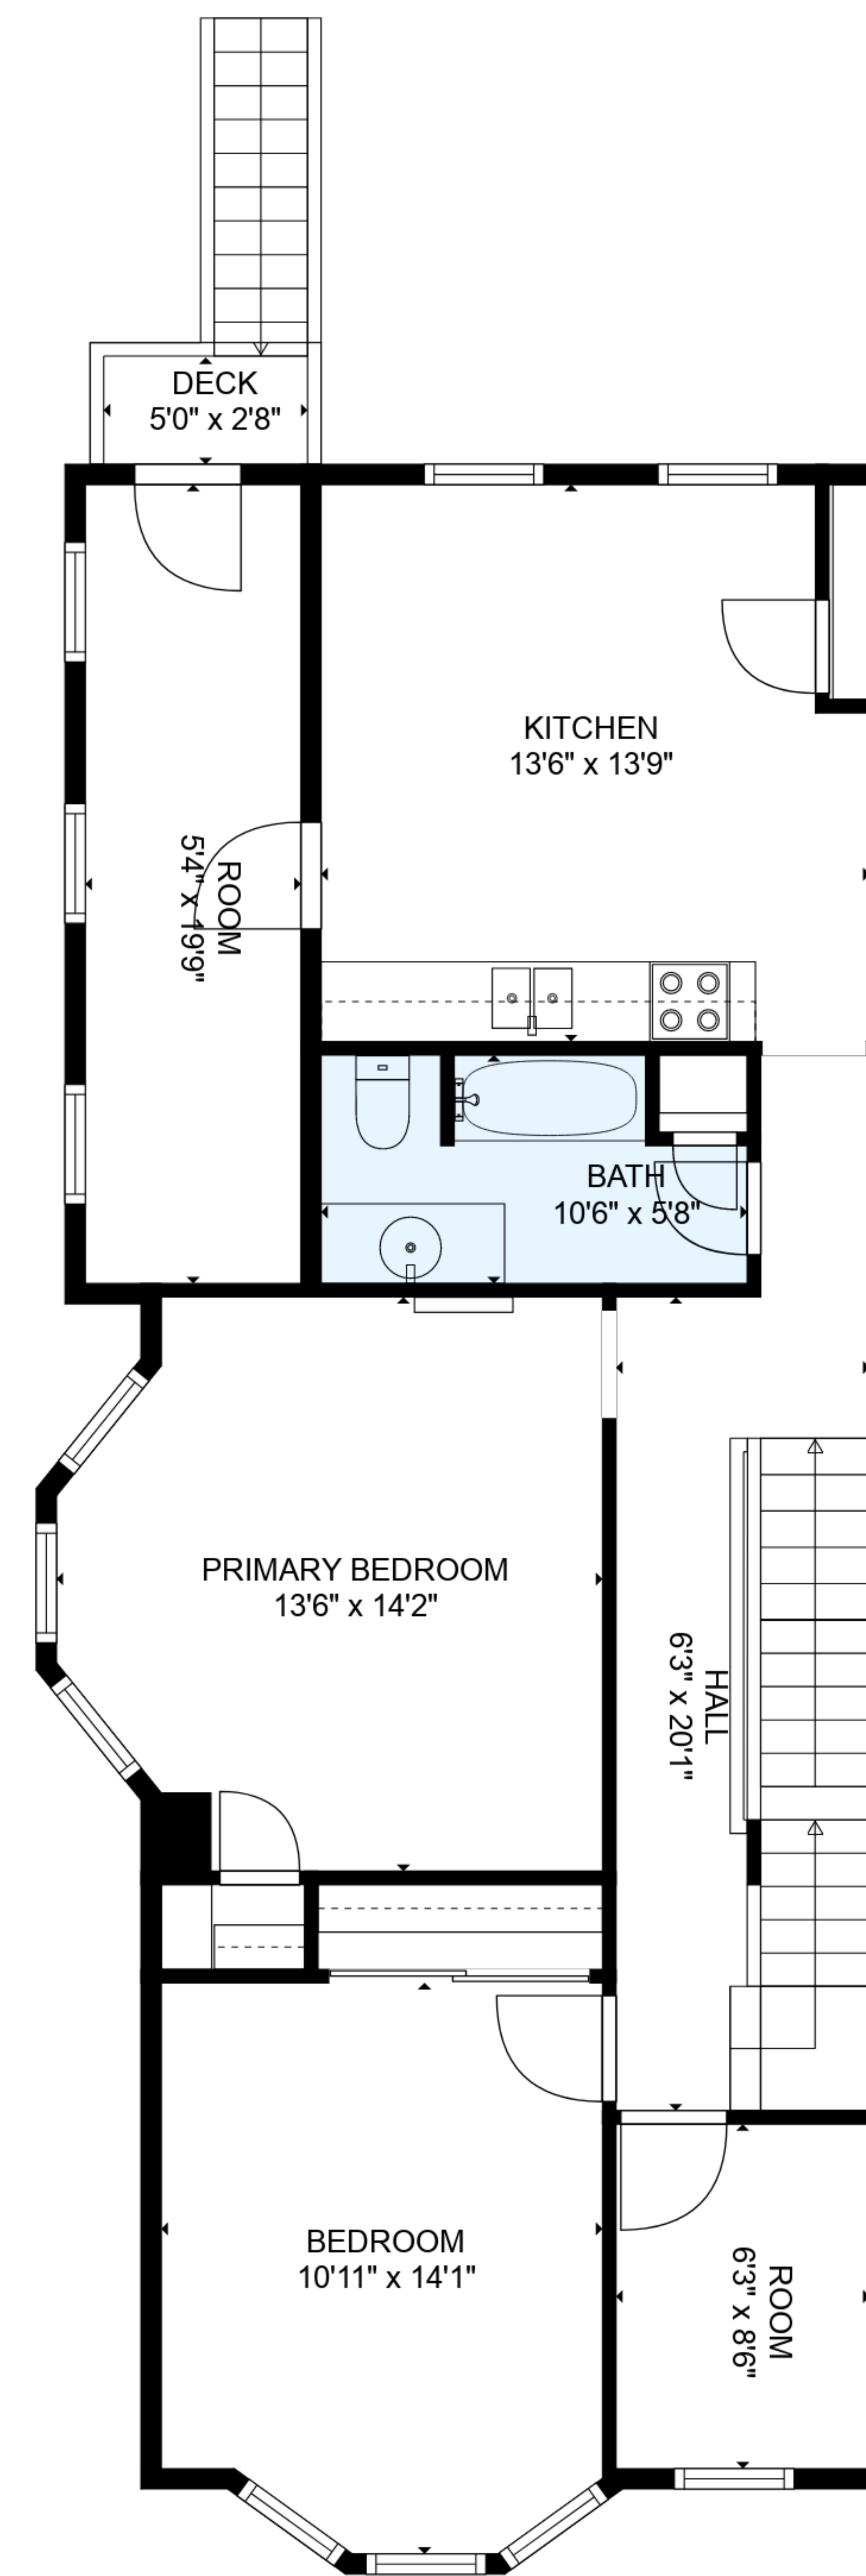 DECK
5'0" x 2'8"
KITCHEN
13'6" x 13'9"
ROOM
5'4" x 19'9"
BATH
10'6" x 5'8"
PRIMARY BEDROOM
13'6" x 14'2"
HALL
6'3" x 20'1"
BEDROOM
10'11" x 14'1"
ROOM
6'3" x 8'6"